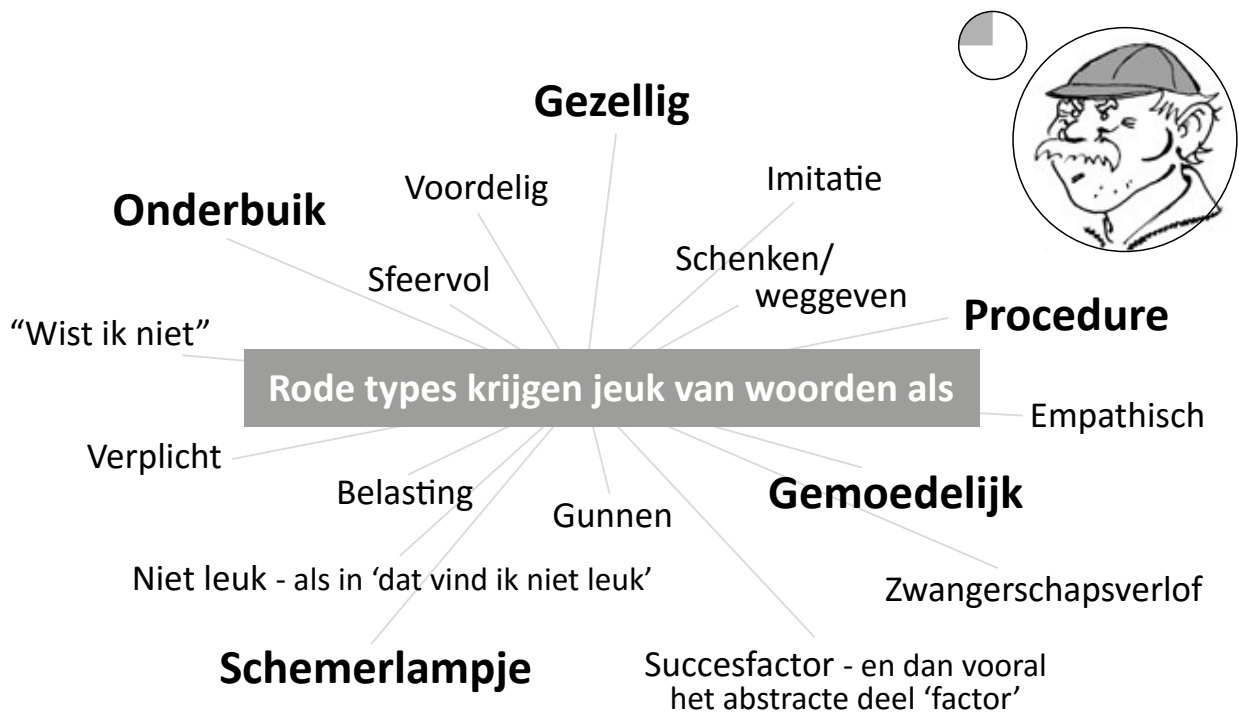 Gezellig
Voordelig
Imitatie
Onderbuik
Sfeervol
Schenken/
weggeven
“Wist ik niet”
Procedure
Rode types krijgen jeuk van woorden als
Empathisch
Verplicht
Belasting
Gunnen
Gemoedelijk
Niet leuk - als in ‘dat vind ik niet leuk’
Zwangerschapsverlof
Schemerlampje
Succesfactor - en dan vooral
het abstracte deel ‘factor’